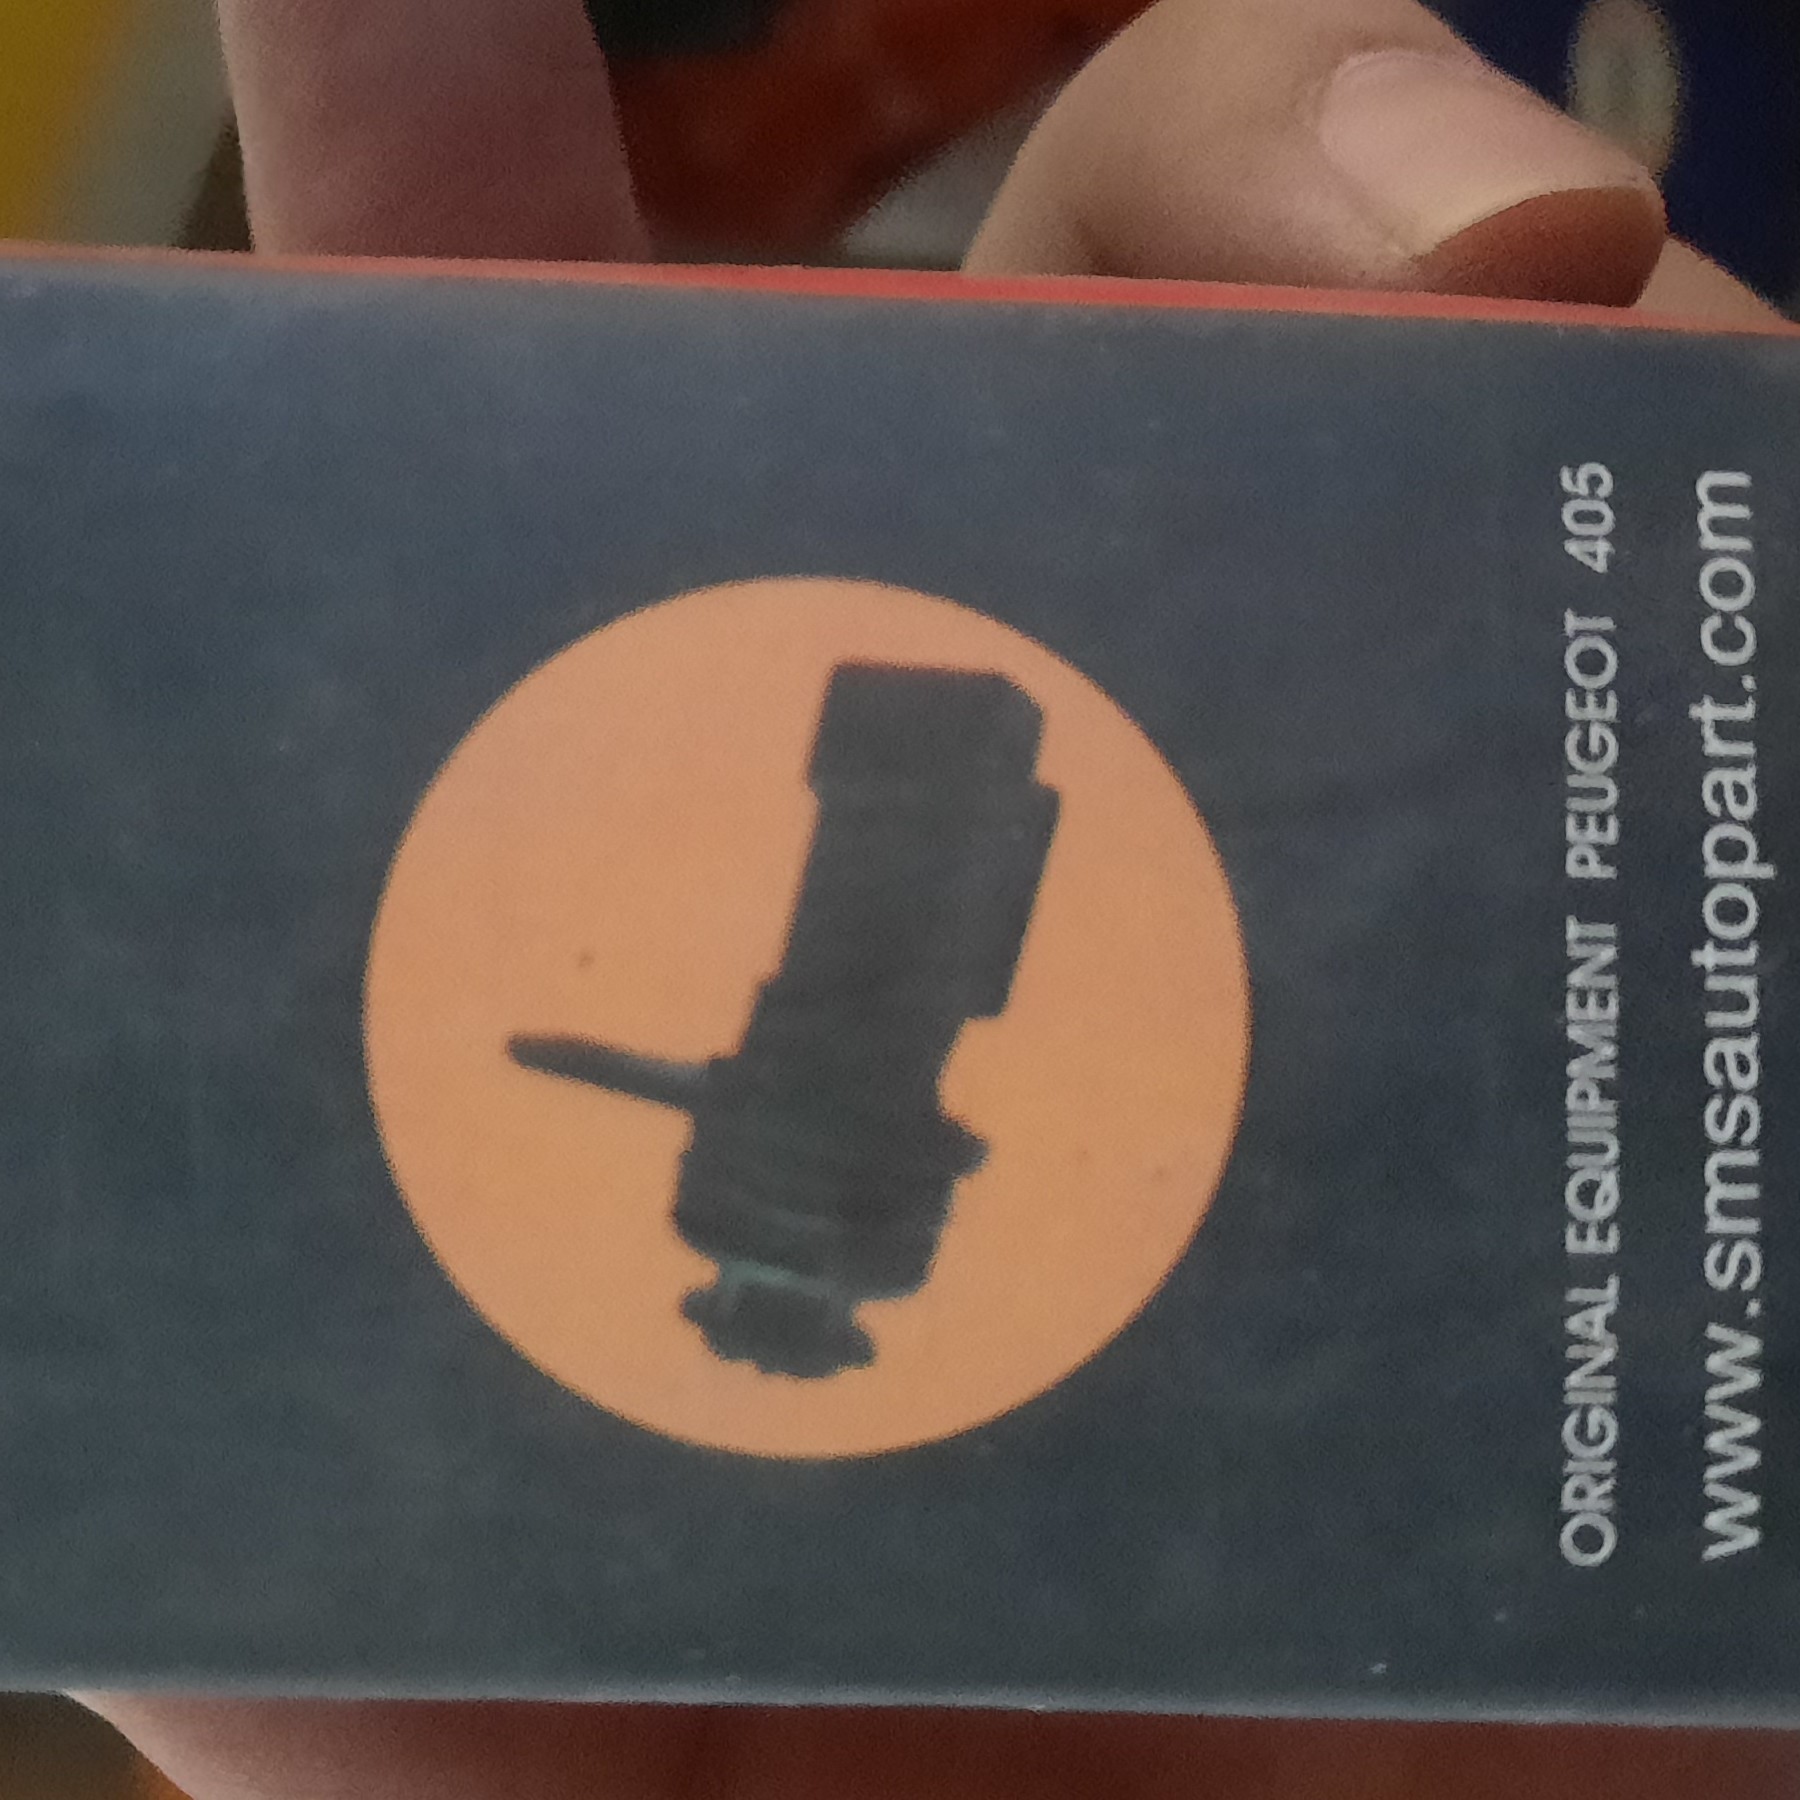 ORIGINAL EQUIPMENT PEUGEOT 405
www.smsautopart.com